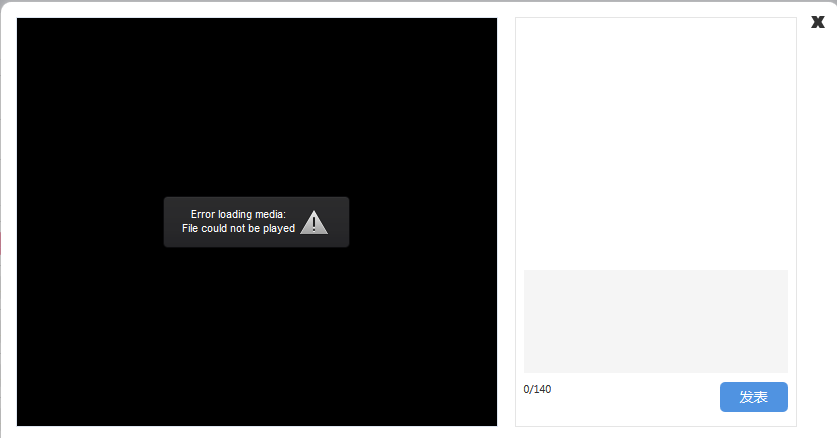 Error loading media:
File could not be played
0/140
发表